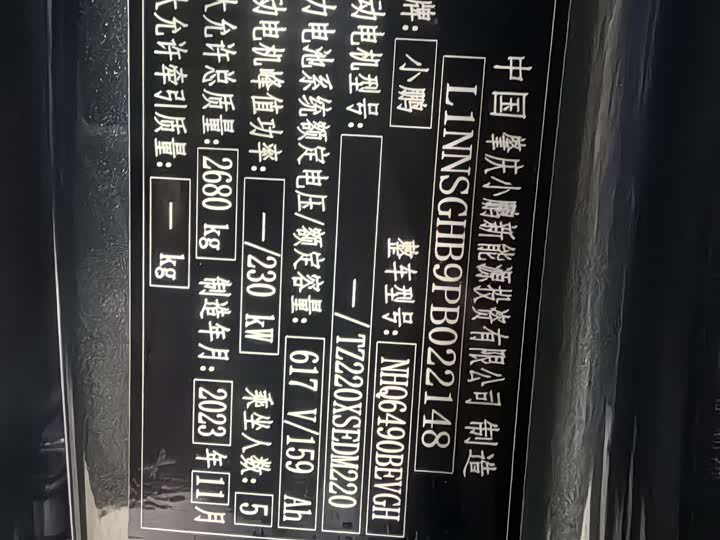 中国 肇庆小鹏新能源投资有限公司 制造
L1NNSGHB9PB022148
牌: 小鹏 整车型号: NHQ6490BEVGH
动电机型号: —/TZ220XSEDM220
力电池系统额定电压/额定容量: 617 V/159 Ah
动电机峰值功率: —/230 kW 乘坐人数: 5
大允许总质量: 2680 kg 制造年月: 2023 年 11 月
大允许牵引质量: — kg